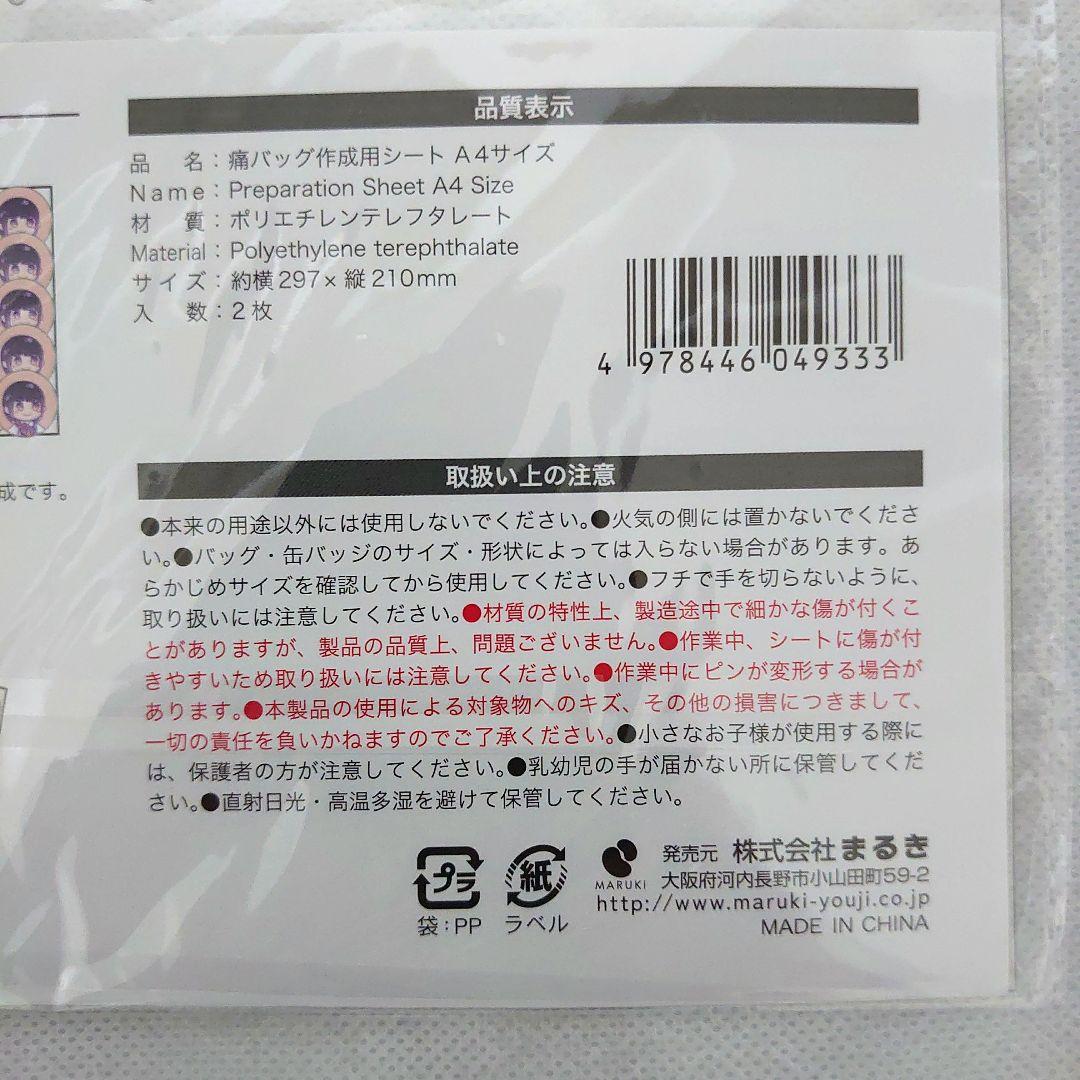 品質表示
品 名：痛バッグ作成用シート A4サイズ
Name：Preparation Sheet A4 Size
材 質：ポリエチレンテレフタレート
Material：Polyethylene terephthalate
サイズ：約横297×縦210mm
入 数：2枚
4 978446 049333
成です。
取扱い上の注意
●本来の用途以外には使用しないでください。●火気の側には置かないでくださ
い。●バッグ・缶バッジのサイズ・形状によっては入らない場合があります。あ
らかじめサイズを確認してから使用してください。●フチで手を切らないように、
取り扱いには注意してください。●材質の特性上、製造途中で細かな傷が付くこ
とがありますが、製品の品質上、問題ございません。●作業中、シートに傷が付
きやすいため取り扱いには注意してください。●作業中にピンが変形する場合が
あります。●本製品の使用による対象物へのキズ、その他の損害につきまして、
一切の責任を負いかねますのでご了承ください。●小さなお子様が使用する際に
は、保護者の方が注意してください。●乳幼児の手が届かない所に保管してくだ
さい。●直射日光・高温多湿を避けて保管してください。
プラ
袋：PP
紙
ラベル
MARUKI
発売元 株式会社まるき
大阪府河内長野市小山田町59-2
http://www.maruki-youji.co.jp
MADE IN CHINA